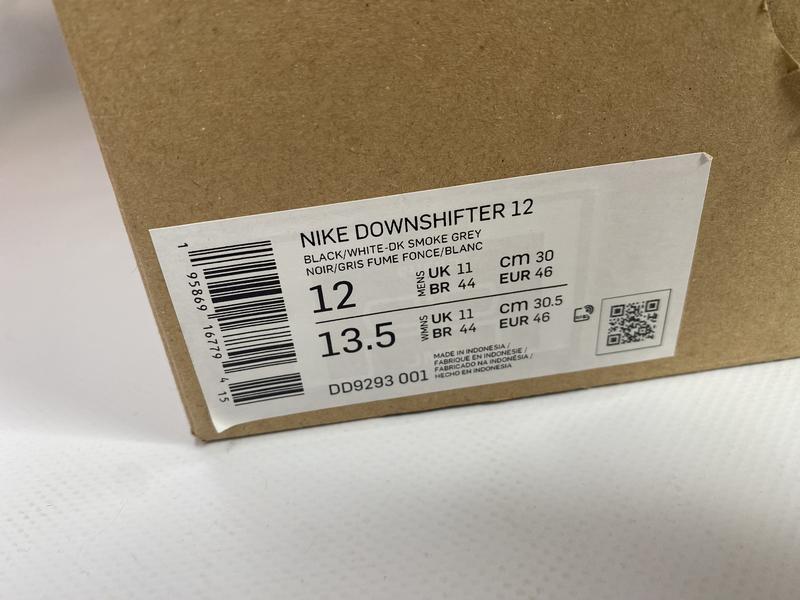 NIKE DOWNSHIFTER 12
BLACK/WHITE-DK SMOKE GREY
NOIR/GRIS FUME FONCE/BLANC
12
MENS
UK 11
BR 44
cm 30
EUR 46
13.5
WMNS
UK 11
BR 44
cm 30.5
EUR 46
DD9293 001
MADE IN INDONESIA /
FABRIQUE EN INDONESIE /
FABRICADO NA INDONÉSIA /
HECHO EN INDONESIA
1 95869 16779 4 15